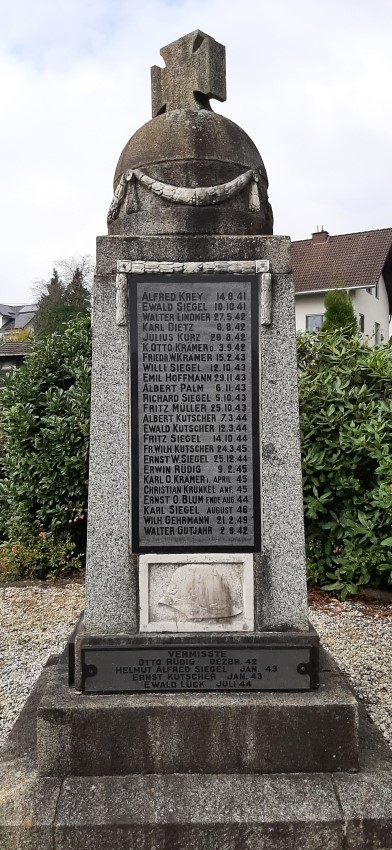 ALFRED KREY 14.8.41
EWALD SIEGEL 10.10.41
WALTER LINDNER 27.5.42
KARL DIETZ 8.8.42
JULIUS KURZ 29.8.42
K. OTTO KRAMER II. 3.9.42
FRIEDR.W.KRAMER 15.2.43
WILLI SIEGEL 12.10.43
EMIL HOFFMANN 29.11.43
ALBERT PALM 6.11.43
RICHARD SIEGEL 5.10.43
FRITZ MÜLLER 25.10.43
ALBERT KUTSCHER 7.3.44
EWALD KUTSCHER 12.3.44
FRITZ SIEGEL 14.10.44
FR.WILH.KUTSCHER 24.3.45
ERNST W. SIEGEL 25.12.44
ERWIN RÜDIG 9.2.45
KARL O. KRAMER I. APRIL 45
CHRISTIAN KRUNKEL ANF. 45
ERNST O. BLUM ENDE AUG. 44
KARL SIEGEL AUGUST 46
WILH. GEHRMANN 21.2.49
WALTER GUTJAHR 2.9.42
VERMISSTE
OTTO RÜDIG DEZBR. 42
HELMUT ALFRED SIEGEL JAN. 43
ERNST KUTSCHER JAN. 43
EWALD LÜCK JULI 44